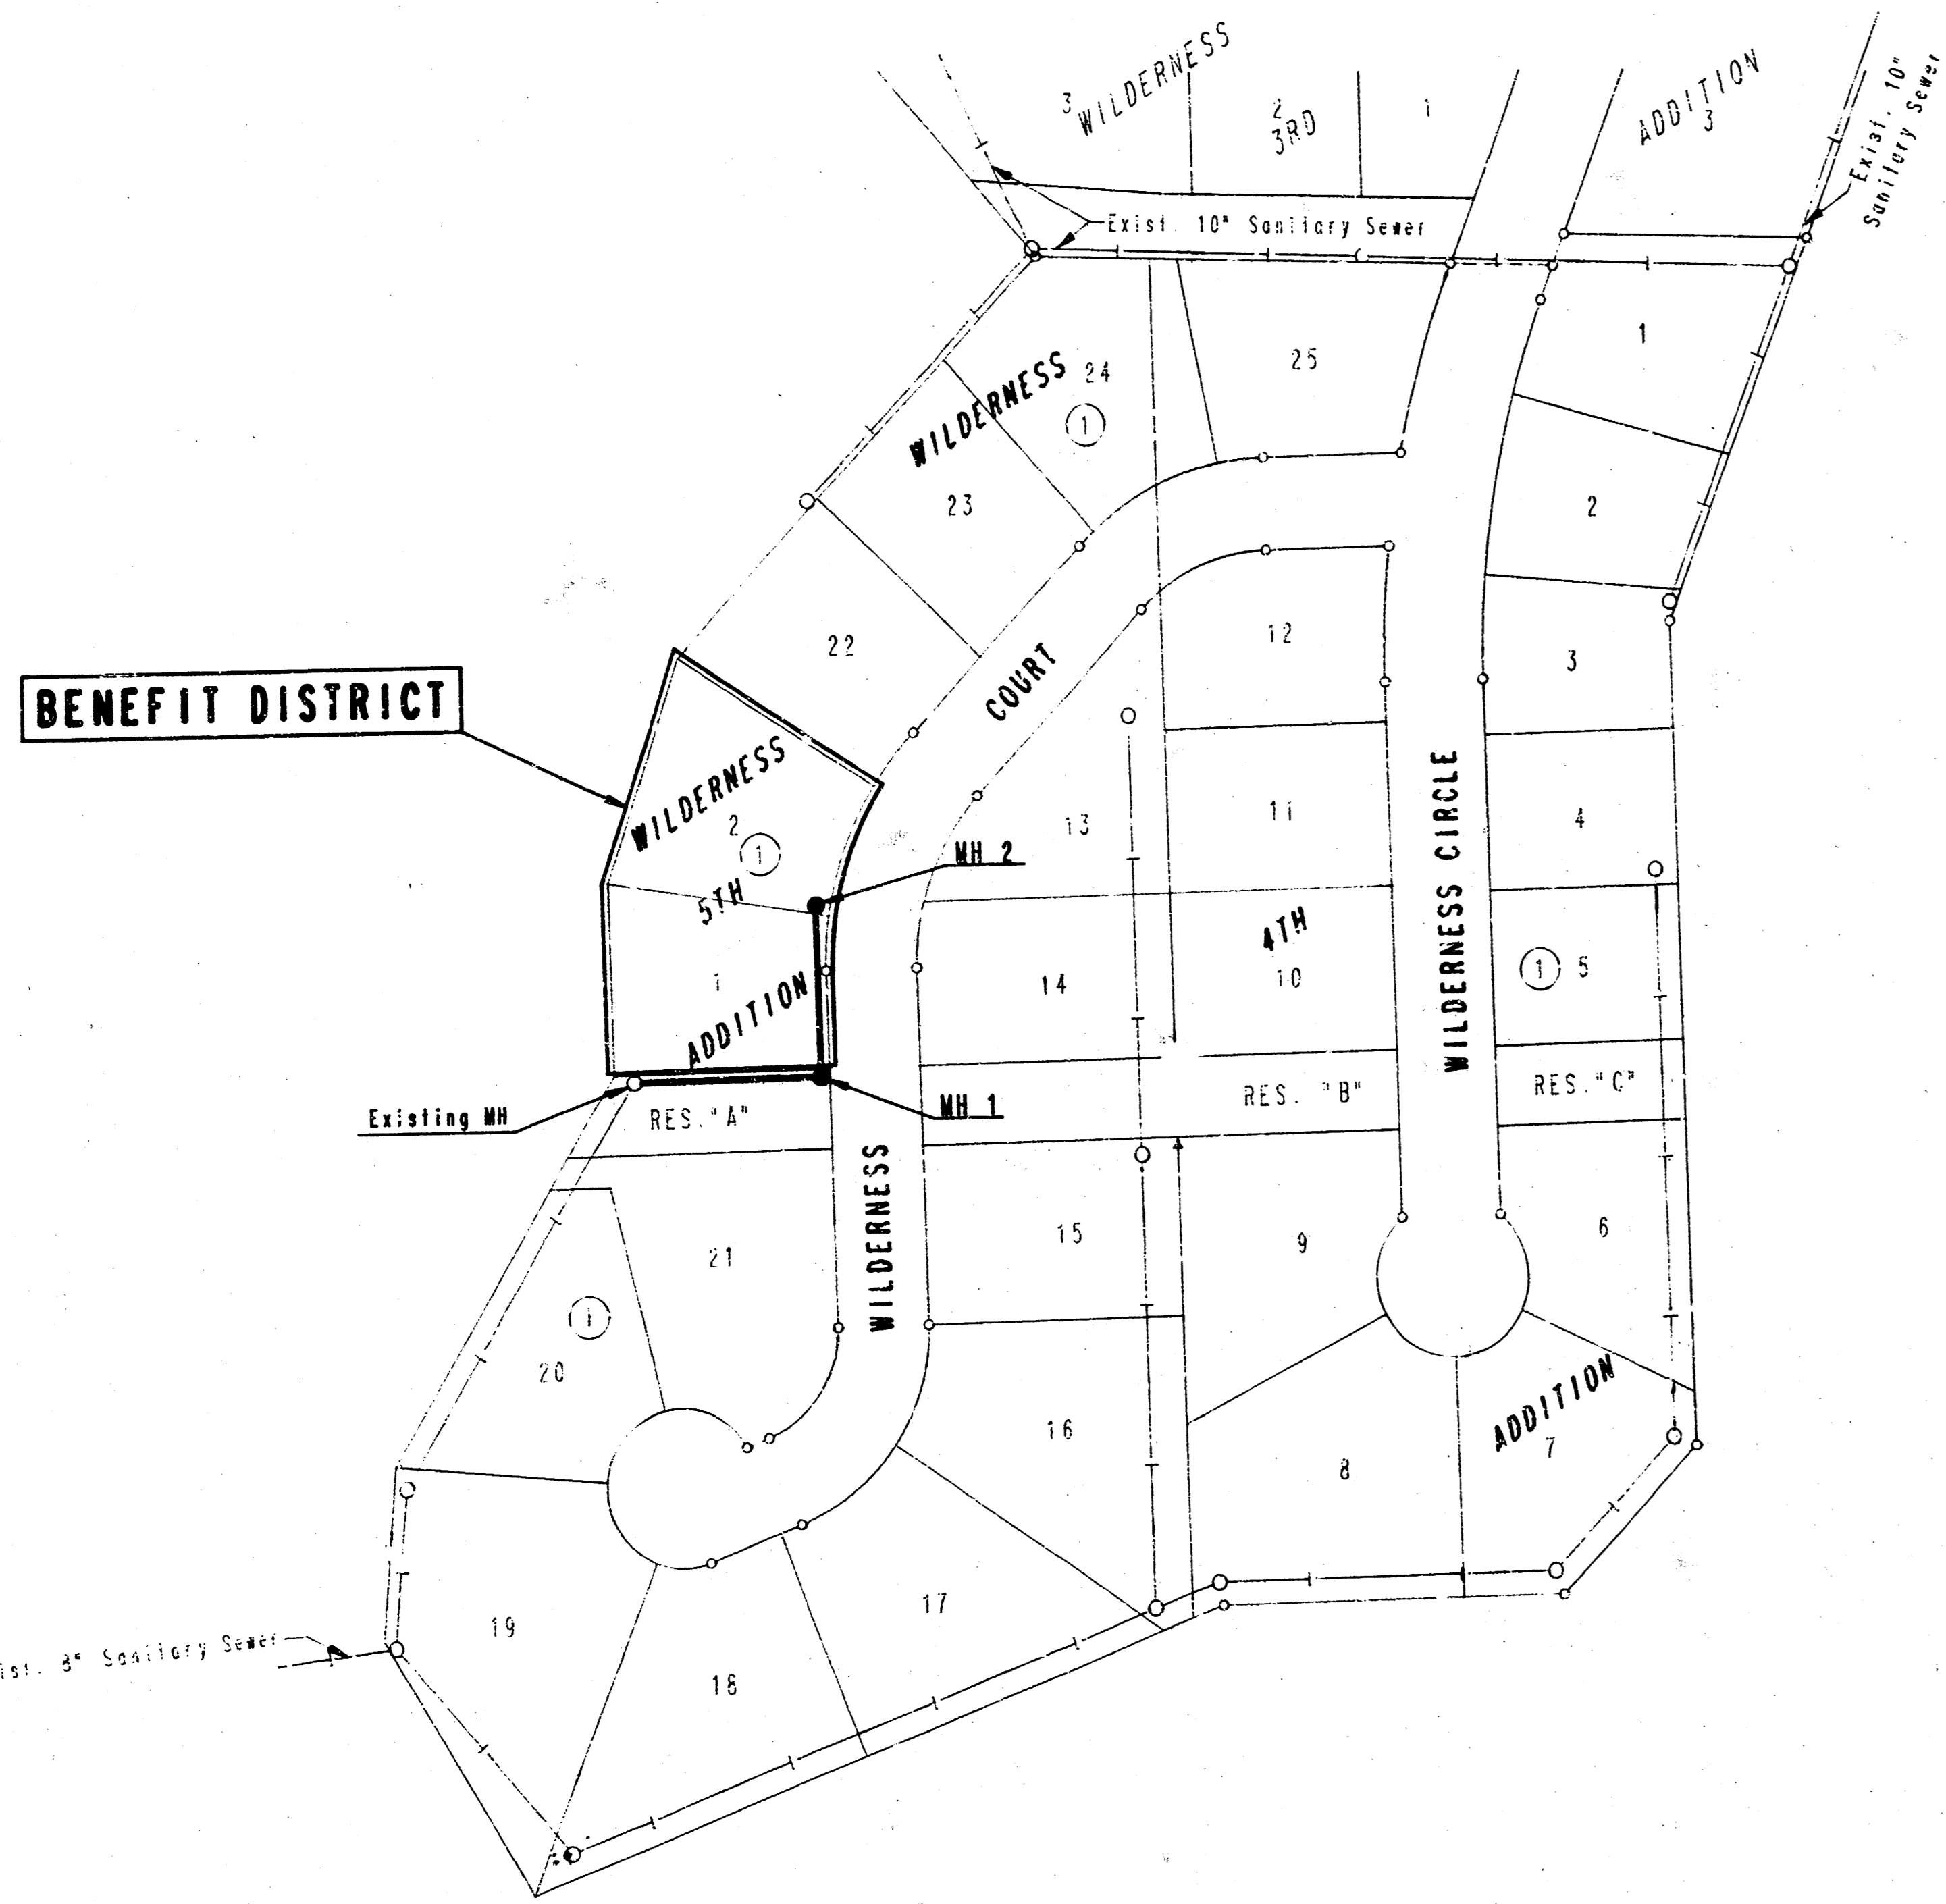 WILDERNESS
3RD
ADDITION
3
2
1
3
Exist. 10"
Sanitary Sewer
Exist. 10" Sanitary Sewer
1
25
24
WILDERNESS
1
23
2
22
12
3
COURT
BENEFIT DISTRICT
WILDERNESS
2
1
5TH
1
ADDITION
MH 2
13
11
4
WILDERNESS CIRCLE
4TH
14
10
1
5
Existing MH
MH 1
RES. "A"
RES. "B"
RES. "C"
WILDERNESS
21
15
9
6
1
20
16
8
ADDITION
7
19
17
18
8" Sanitary Sewer